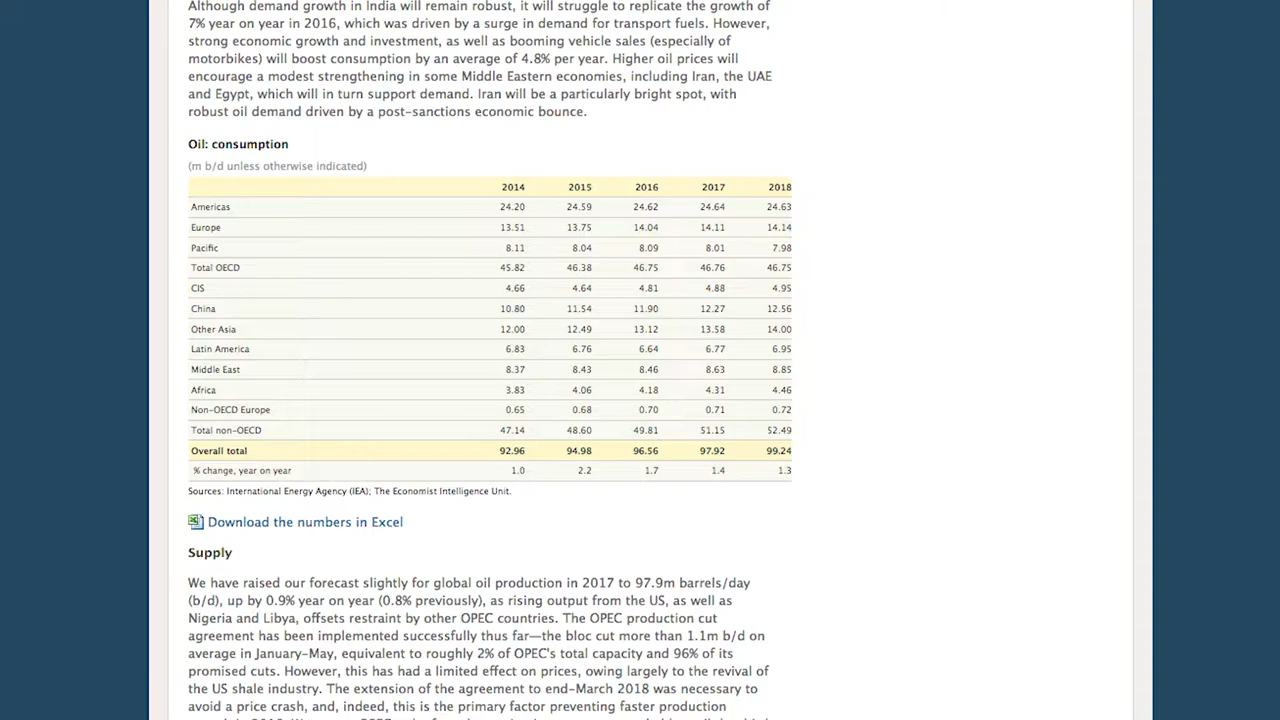 Although demand growth in India will remain robust, it will struggle to replicate the growth of
7% year on year in 2016, which was driven by a surge in demand for transport fuels. However,
strong economic growth and investment, as well as booming vehicle sales (especially of
motorbikes) will boost consumption by an average of 4.8% per year. Higher oil prices will
encourage a modest strengthening in some Middle Eastern economies, including Iran, the UAE
and Egypt, which will in turn support demand. Iran will be a particularly bright spot, with
robust oil demand driven by a post-sanctions economic bounce.
Oil: consumption
(m b/d unless otherwise indicated)
2014 2015 2016 2017 2018
Americas 24.20 24.59 24.62 24.64 24.63
Europe 13.51 13.75 14.04 14.11 14.14
Pacific 8.11 8.04 8.09 8.01 7.98
Total OECD 45.82 46.38 46.75 46.76 46.75
CIS 4.66 4.64 4.81 4.88 4.95
China 10.80 11.54 11.90 12.27 12.56
Other Asia 12.00 12.49 13.12 13.58 14.00
Latin America 6.83 6.76 6.64 6.77 6.95
Middle East 8.37 8.43 8.46 8.63 8.85
Africa 3.83 4.06 4.18 4.31 4.46
Non-OECD Europe 0.65 0.68 0.70 0.71 0.72
Total non-OECD 47.14 48.60 49.81 51.15 52.49
Overall total 92.96 94.98 96.56 97.92 99.24
% change, year on year 1.0 2.2 1.7 1.4 1.3
Sources: International Energy Agency (IEA); The Economist Intelligence Unit.
Download the numbers in Excel
Supply
We have raised our forecast slightly for global oil production in 2017 to 97.9m barrels/day
(b/d), up by 0.9% year on year (0.8% previously), as rising output from the US, as well as
Nigeria and Libya, offsets restraint by other OPEC countries. The OPEC production cut
agreement has been implemented successfully thus far—the bloc cut more than 1.1m b/d on
average in January-May, equivalent to roughly 2% of OPEC's total capacity and 96% of its
promised cuts. However, this has had a limited effect on prices, owing largely to the revival of
the US shale industry. The extension of the agreement to end-March 2018 was necessary to
avoid a price crash, and, indeed, this is the primary factor preventing faster production